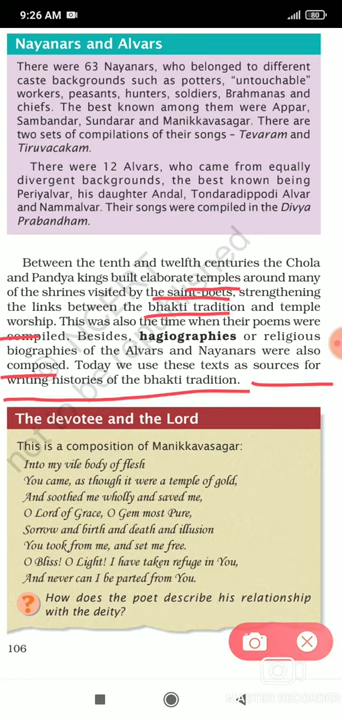 9:26 AM
80
Nayanars and Alvars
There were 63 Nayanars, who belonged to different
caste backgrounds such as potters, “untouchable”
workers, peasants, hunters, soldiers, Brahmanas and
chiefs. The best known among them were Appar,
Sambandar, Sundarar and Manikkavasagar. There are
two sets of compilations of their songs – Tevaram and
Tiruvacakam.
There were 12 Alvars, who came from equally
divergent backgrounds, the best known being
Periyalvar, his daughter Andal, Tondaradippodi Alvar
and Nammalvar. Their songs were compiled in the Divya
Prabandham.
Between the tenth and twelfth centuries the Chola
and Pandya kings built elaborate temples around many
of the shrines visited by the saint-poets, strengthening
the links between the bhakti tradition and temple
worship. This was also the time when their poems were
compiled. Besides, hagiographies or religious
biographies of the Alvars and Nayanars were also
composed. Today we use these texts as sources for
writing histories of the bhakti tradition.
The devotee and the Lord
This is a composition of Manikkavasagar:
Into my vile body of flesh
You came, as though it were a temple of gold,
And soothed me wholly and saved me,
O Lord of Grace, O Gem most Pure,
Sorrow and birth and death and illusion
You took from me, and set me free.
O Bliss! O Light! I have taken refuge in You,
And never can I be parted from You.
? How does the poet describe his relationship
with the deity?
106
MASTER RECORDER